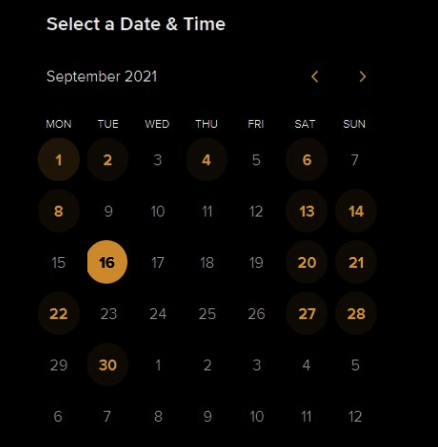 Select a Date & Time
September 2021
MON TUE WED THU FRI SAT SUN
1 2 3 4 5 6 7
8 9 10 11 12 13 14
15 16 17 18 19 20 21
22 23 24 25 26 27 28
29 30 1 2 3 4 5
6 7 8 9 10 11 12